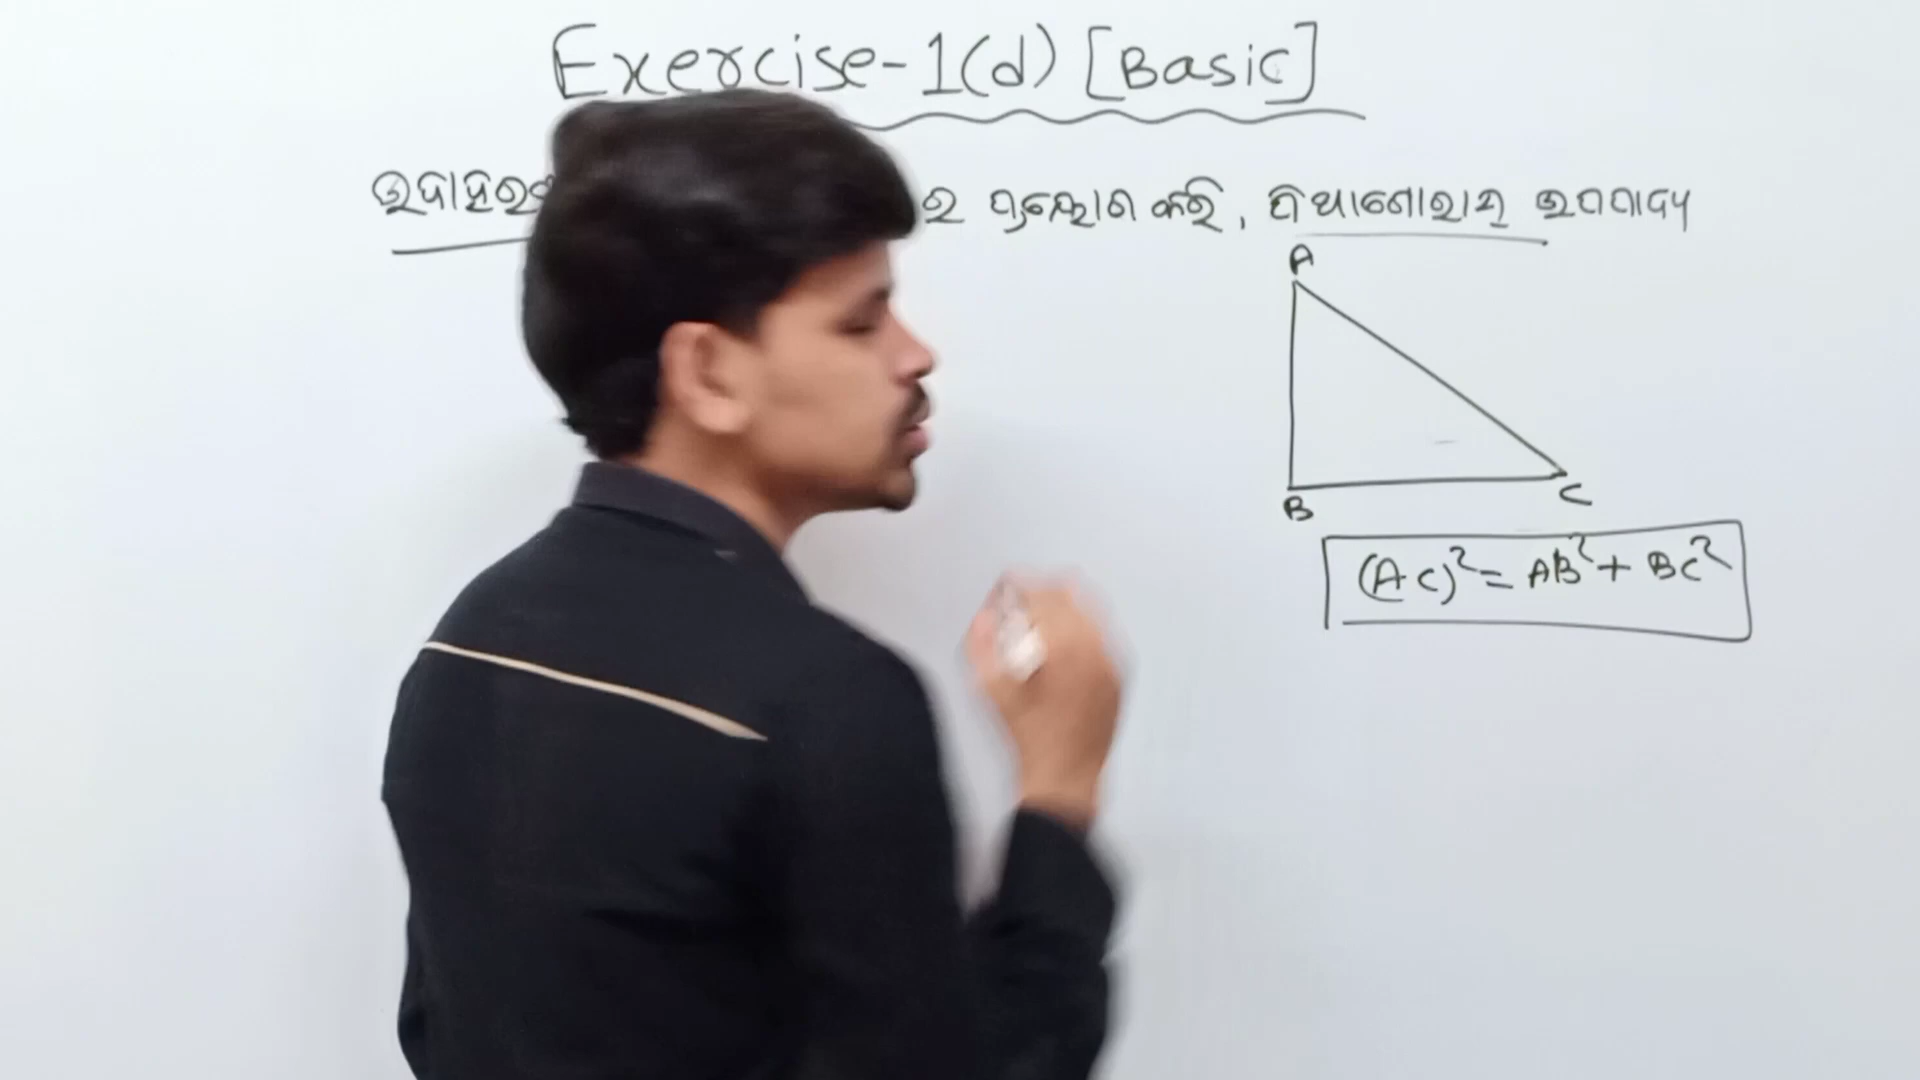 Exercise-1(d) [Basic]
ଉଦାହରଣ ର ପ୍ରୟୋଗ କରି, ପିଥାଗୋରାସ୍ ଉପପାଦ୍ୟ
A
B
C
(AC)² = AB² + BC²